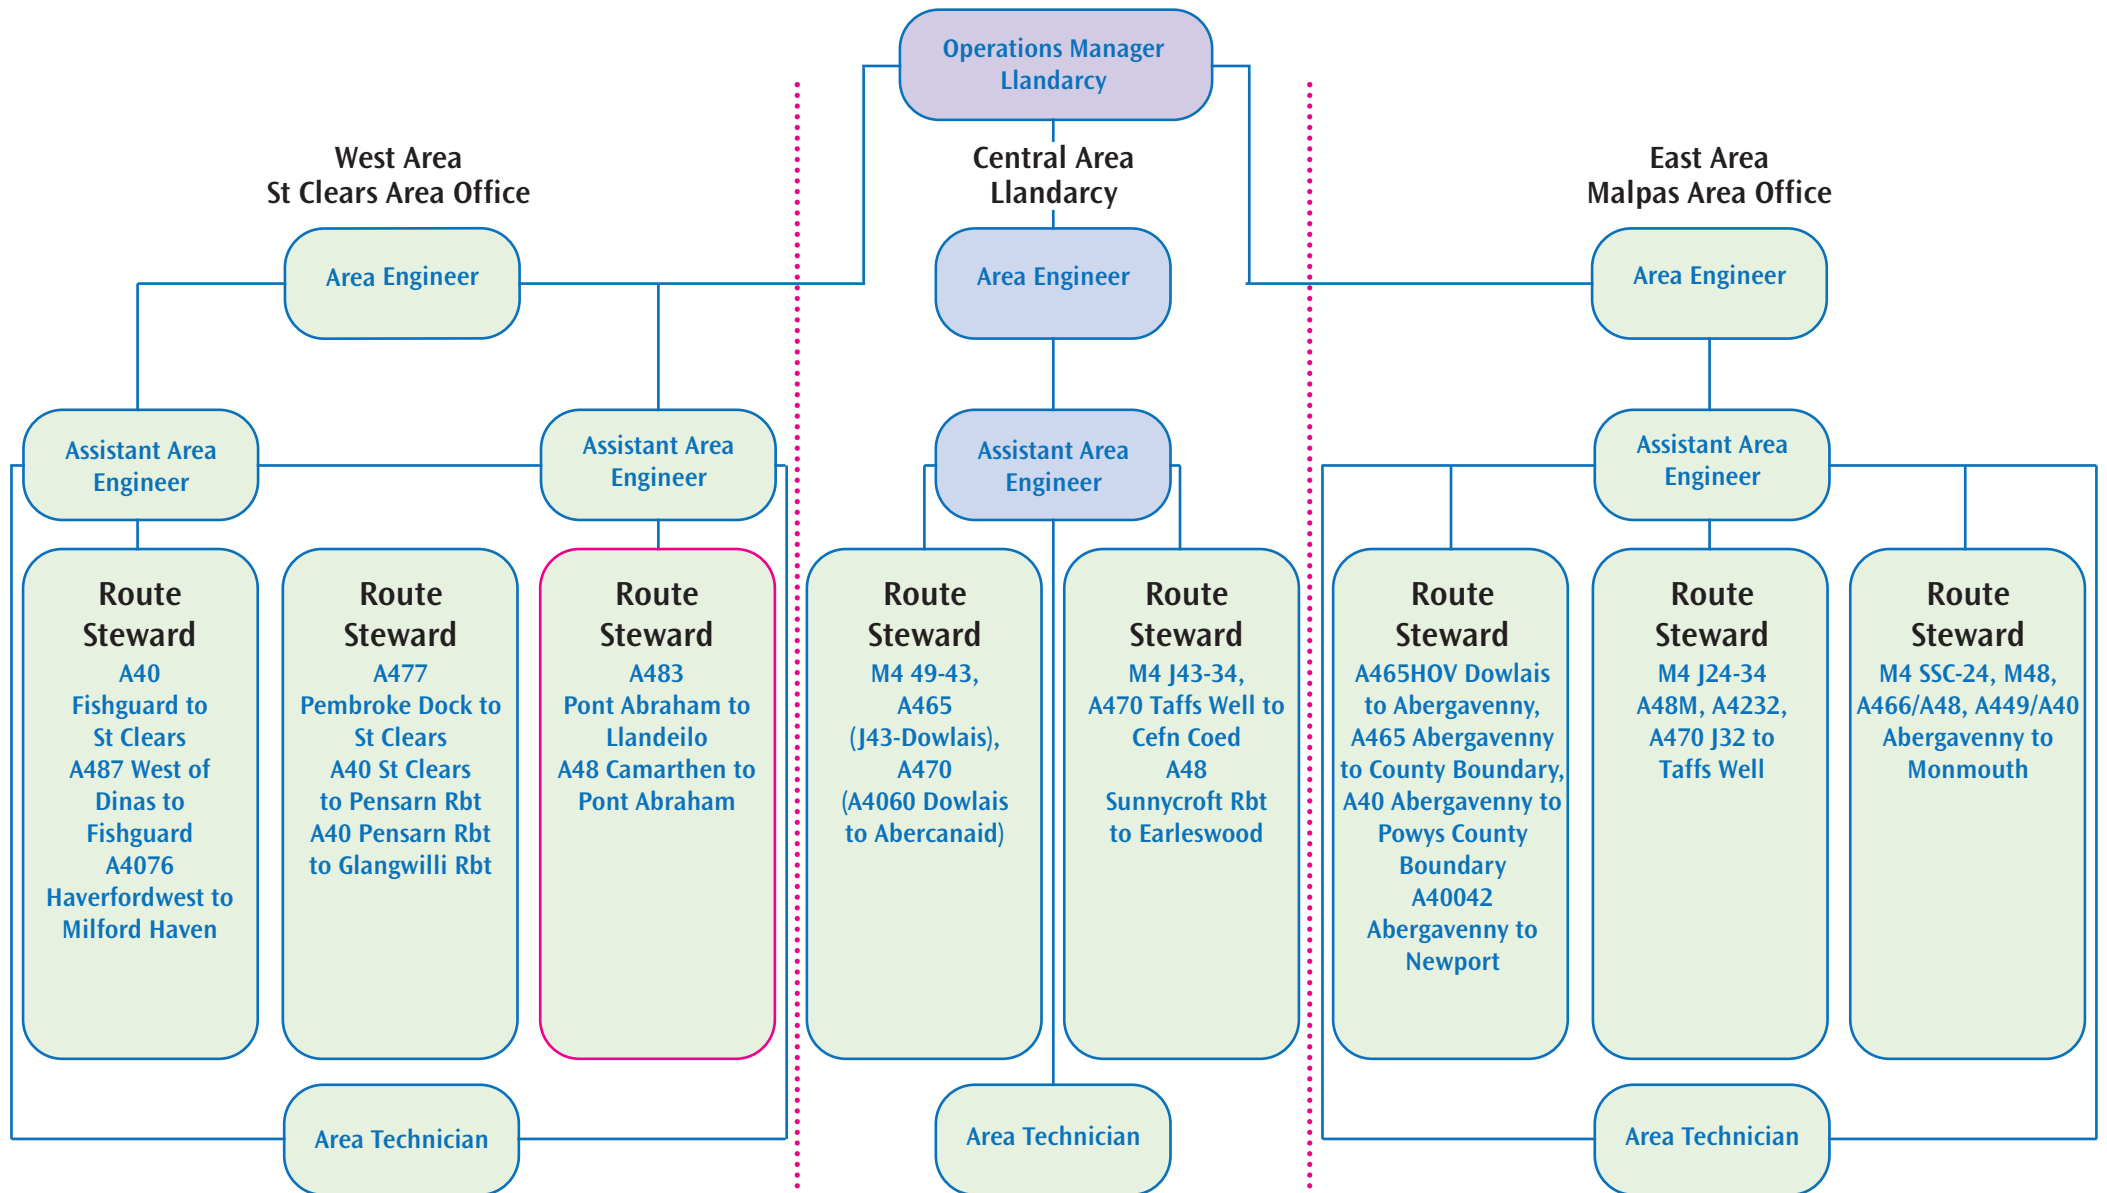 Operations Manager
Llandarcy
West Area
St Clears Area Office
Central Area
Llandarcy
East Area
Malpas Area Office
Area Engineer
Area Engineer
Area Engineer
Assistant Area
Engineer
Assistant Area
Engineer
Assistant Area
Engineer
Assistant Area
Engineer
Route
Steward
A40
Fishguard to
St Clears
A487 West of
Dinas to
Fishguard
A4076
Haverfordwest to
Milford Haven
Route
Steward
A477
Pembroke Dock to
St Clears
A40 St Clears
to Pensarn Rbt
A40 Pensarn Rbt
to Glangwilli Rbt
Route
Steward
A483
Pont Abraham to
Llandeilo
A48 Camarthen to
Pont Abraham
Route
Steward
M4 49-43,
A465
(J43-Dowlais),
A470
(A4060 Dowlais
to Abercanaid)
Route
Steward
M4 J43-34,
A470 Taffs Well to
Cefn Coed
A48
Sunnycroft Rbt
to Earleswood
Route
Steward
A465HOV Dowlais
to Abergavenny,
A465 Abergavenny
to County Boundary,
A40 Abergavenny to
Powys County
Boundary
A40042
Abergavenny to
Newport
Route
Steward
M4 J24-34
A48M, A4232,
A470 J32 to
Taffs Well
Route
Steward
M4 SSC-24, M48,
A466/A48, A449/A40
Abergavenny to
Monmouth
Area Technician
Area Technician
Area Technician